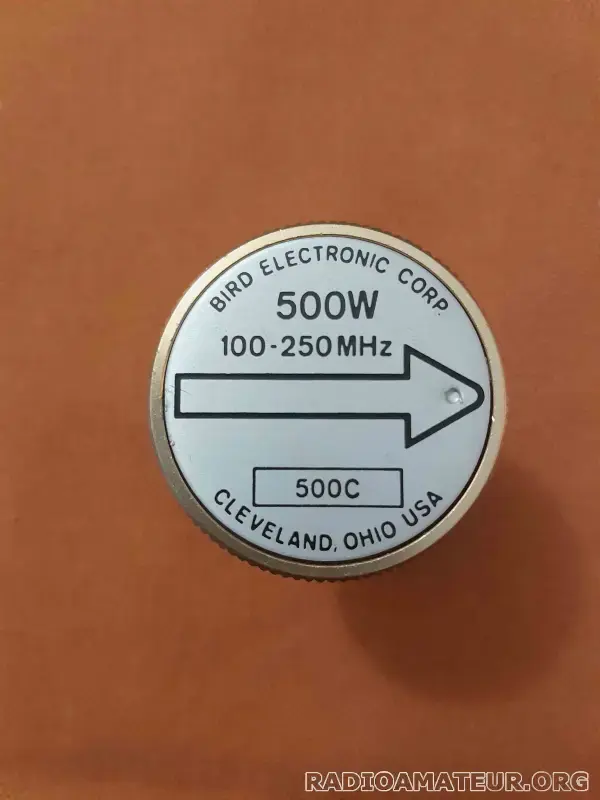 BIRD ELECTRONIC CORP.
500W
100-250MHz
500C
CLEVELAND, OHIO USA
RADIOAMATEUR.ORG